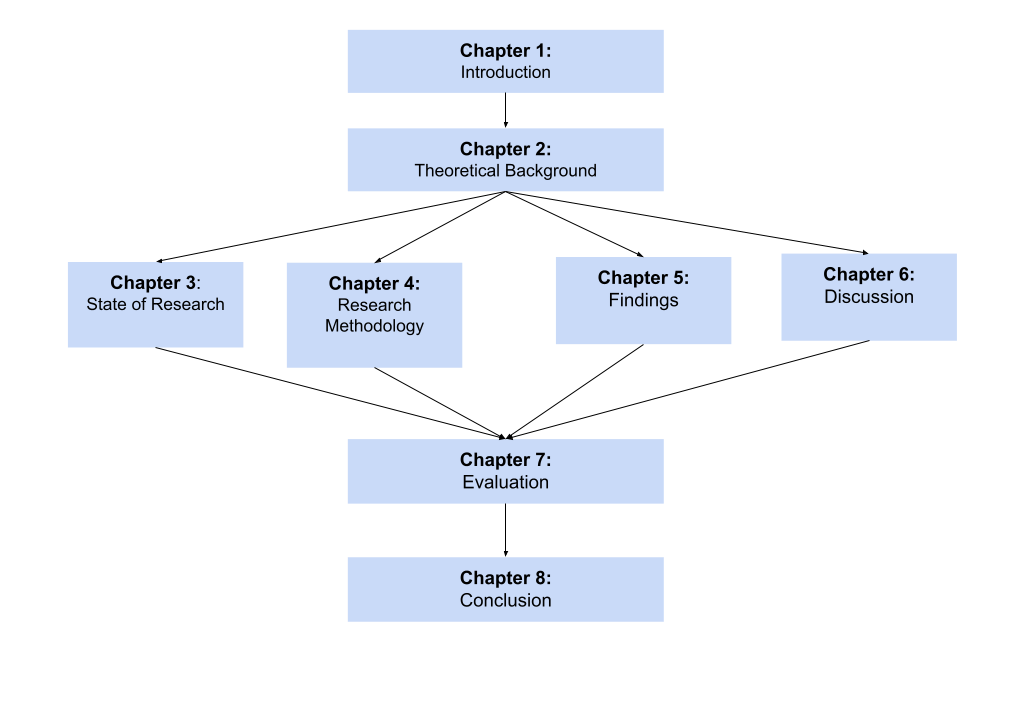 Chapter 1:
Introduction
Chapter 2:
Theoretical Background
Chapter 3:
State of Research
Chapter 4:
Research
Methodology
Chapter 5:
Findings
Chapter 6:
Discussion
Chapter 7:
Evaluation
Chapter 8:
Conclusion